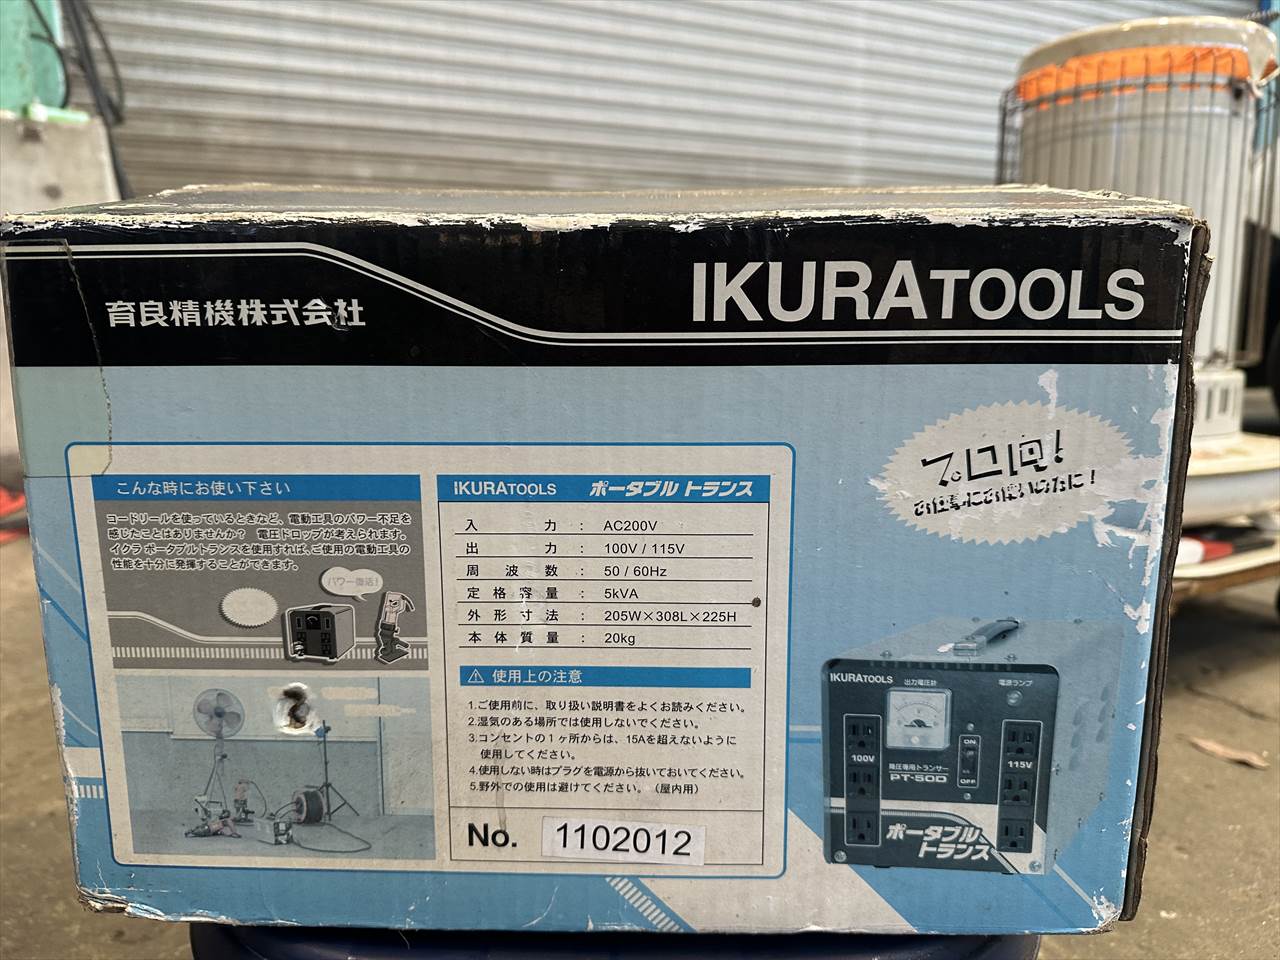 育良精機株式会社
IKURATOOLS
プロ向!
お仕事にお使いかたに!
こんな時にお使い下さい
コードリールを使っているときなど、電動工具のパワー不足を
感じたことはありませんか? 電圧ドロップが考えられます。
イクラ ポータブルトランスを使用すれば、ご使用の電動工具の
性能を十分に発揮することができます。
パワー復活!
IKURATOOLS ポータブル トランス
入力 : AC200V
出力 : 100V / 115V
周波数 : 50 / 60Hz
定格容量 : 5kVA
外形寸法 : 205W×308L×225H
本体質量 : 20kg
⚠ 使用上の注意
1.ご使用前に、取り扱い説明書をよくお読みください。
2.湿気のある場所では使用しないでください。
3.コンセントの1ヶ所からは、15Aを超えないように
使用してください。
4.使用しない時はプラグを電源から抜いておいてください。
5.野外での使用は避けてください。(屋内用)
No. 1102012
IKURATOOLS
出力電圧計
電源ランプ
100V
ON
OFF
115V
降圧専用トランサー
PT-50D
ポータブル
トランス